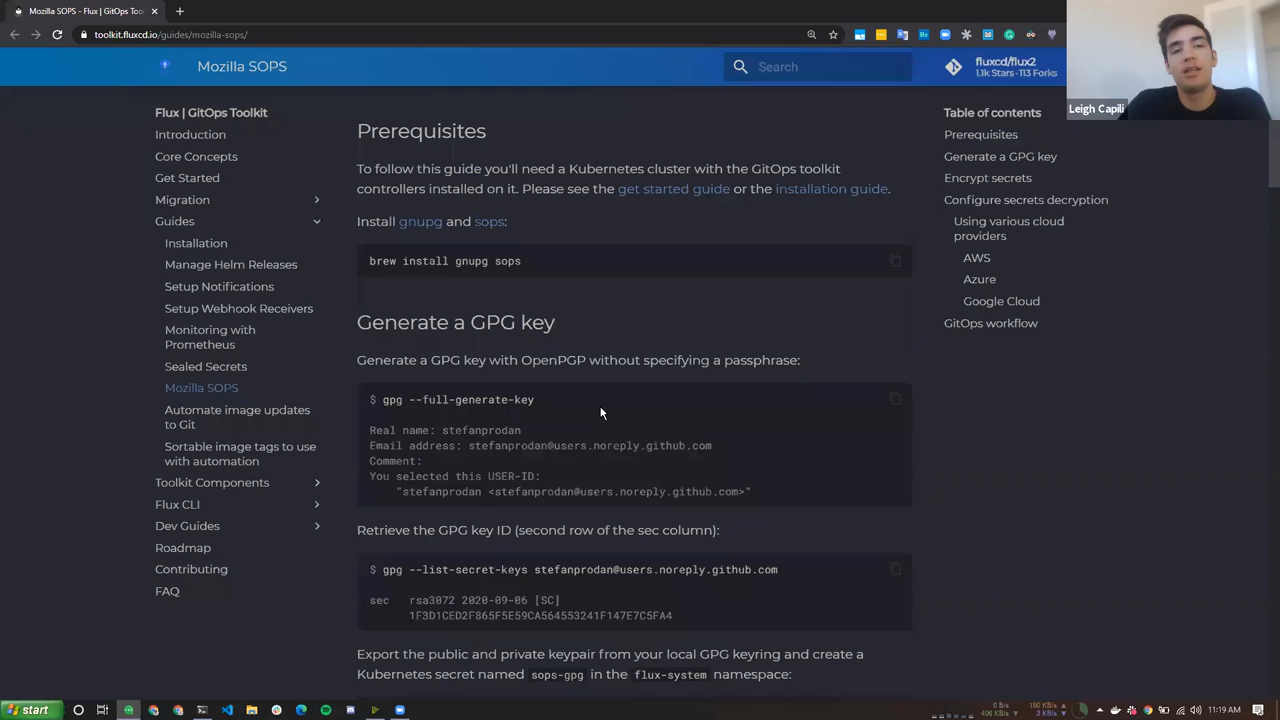 Mozilla SOPS - Flux | GitOps Too
toolkit.fluxcd.io/guides/mozilla-sops/
Mozilla SOPS
Search
fluxcd/flux2
1.1k Stars · 113 Forks
Leigh Capili
Flux | GitOps Toolkit
Introduction
Core Concepts
Get Started
Migration
Guides
Installation
Manage Helm Releases
Setup Notifications
Setup Webhook Receivers
Monitoring with
Prometheus
Sealed Secrets
Mozilla SOPS
Automate image updates
to Git
Sortable image tags to use
with automation
Toolkit Components
Flux CLI
Dev Guides
Roadmap
Contributing
FAQ
Prerequisites
To follow this guide you'll need a Kubernetes cluster with the GitOps toolkit
controllers installed on it. Please see the get started guide or the installation guide.
Install gnupg and sops:
brew install gnupg sops
Generate a GPG key
Generate a GPG key with OpenPGP without specifying a passphrase:
$ gpg --full-generate-key
Real name: stefanprodan
Email address: stefanprodan@users.noreply.github.com
Comment:
You selected this USER-ID:
"stefanprodan <stefanprodan@users.noreply.github.com>"
Retrieve the GPG key ID (second row of the sec column):
$ gpg --list-secret-keys stefanprodan@users.noreply.github.com
sec rsa3072 2020-09-06 [SC]
1F3D1CED2F865F5E59CA564553241F147E7C5FA4
Export the public and private keypair from your local GPG keyring and create a
Kubernetes secret named sops-gpg in the flux-system namespace:
Table of contents
Prerequisites
Generate a GPG key
Encrypt secrets
Configure secrets decryption
Using various cloud
providers
AWS
Azure
Google Cloud
GitOps workflow
start
11:19 AM